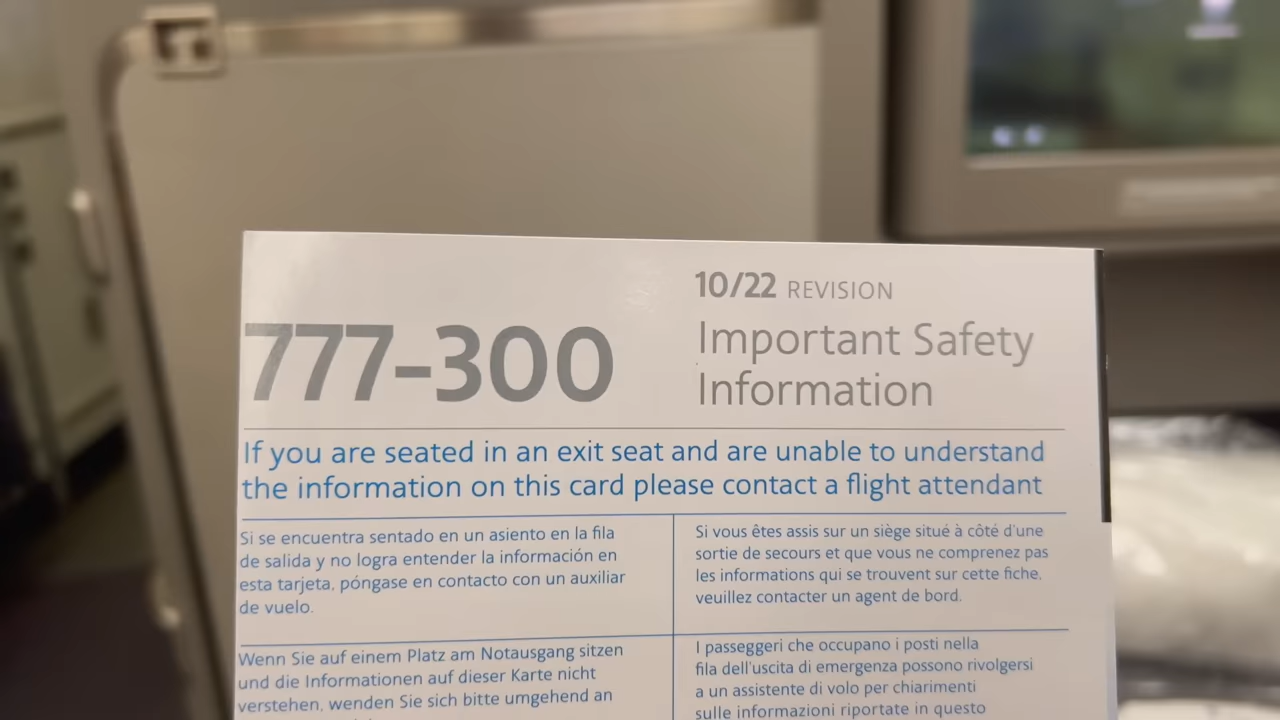 777-300
10/22 REVISION
Important Safety
Information
If you are seated in an exit seat and are unable to understand
the information on this card please contact a flight attendant
Si se encuentra sentado en un asiento en la fila
de salida y no logra entender la información en
esta tarjeta, póngase en contacto con un auxiliar
de vuelo.
Si vous êtes assis sur un siège situé à côté d'une
sortie de secours et que vous ne comprenez pas
les informations qui se trouvent sur cette fiche,
veuillez contacter un agent de bord.
Wenn Sie auf einem Platz am Notausgang sitzen
und die Informationen auf dieser Karte nicht
verstehen, wenden Sie sich bitte umgehend an
I passeggeri che occupano i posti nella
fila dell'uscita di emergenza possono rivolgersi
a un assistente di volo per chiarimenti
sulle informazioni riportate in questo